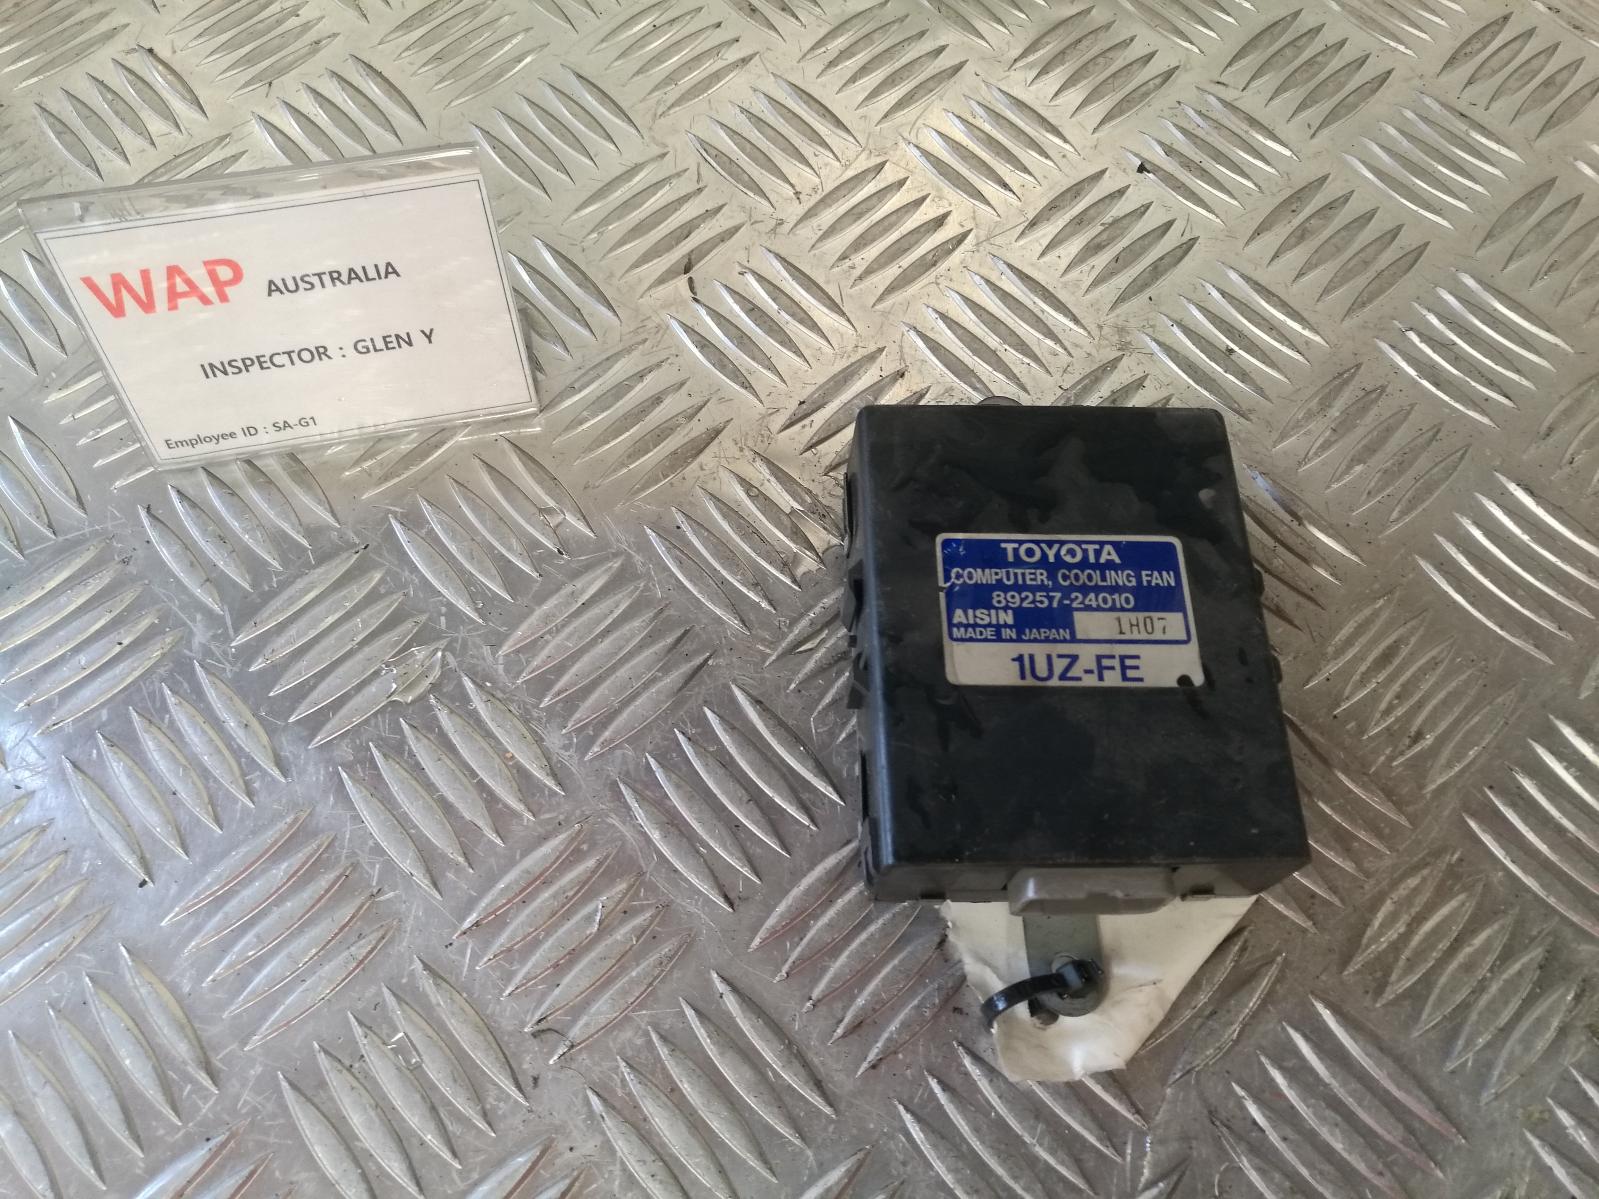 WAP AUSTRALIA
INSPECTOR : GLEN Y
Employee ID : SA-G1
TOYOTA
COMPUTER, COOLING FAN
89257-24010
AISIN
MADE IN JAPAN 1H07
1UZ-FE